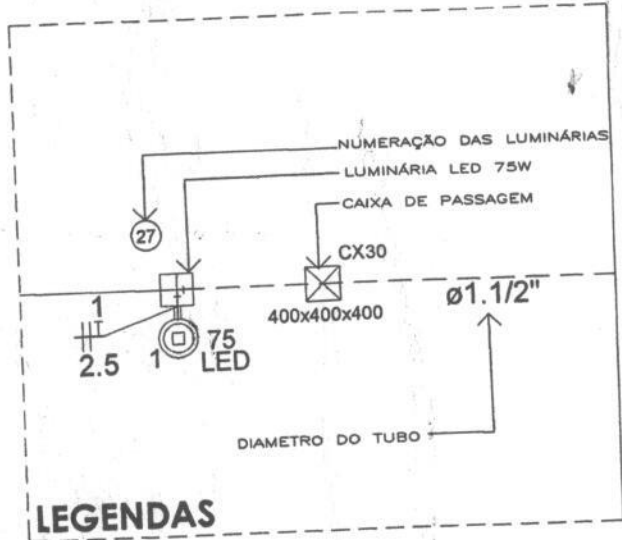 NUMERAÇÃO DAS LUMINÁRIAS
LUMINÁRIA LED 75W
CAIXA DE PASSAGEM
27
CX30
400x400x400
ø1.1/2"
1
2.5
1
75
LED
DIAMETRO DO TUBO
LEGENDAS